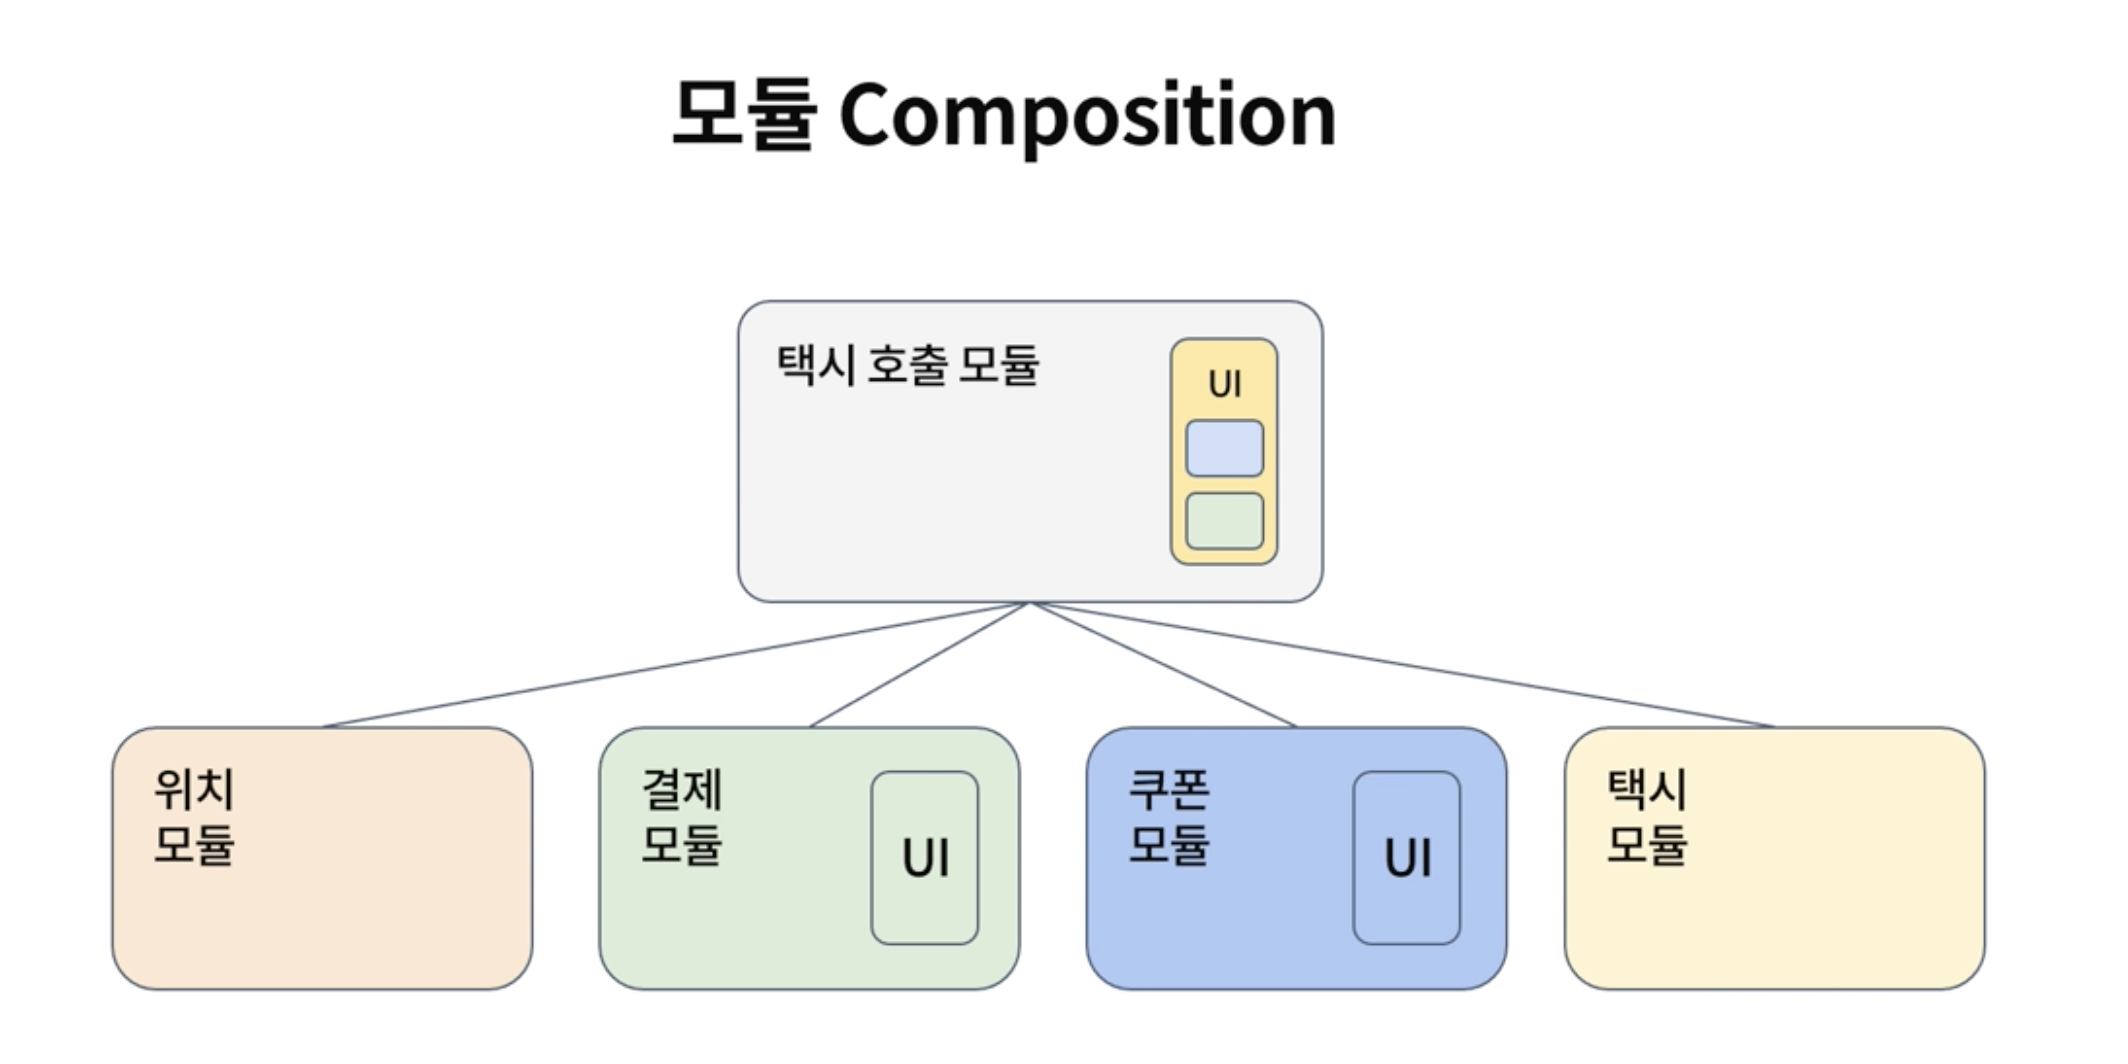 모듈 Composition
택시 호출 모듈
UI
위치
모듈
결제
모듈
UI
쿠폰
모듈
UI
택시
모듈